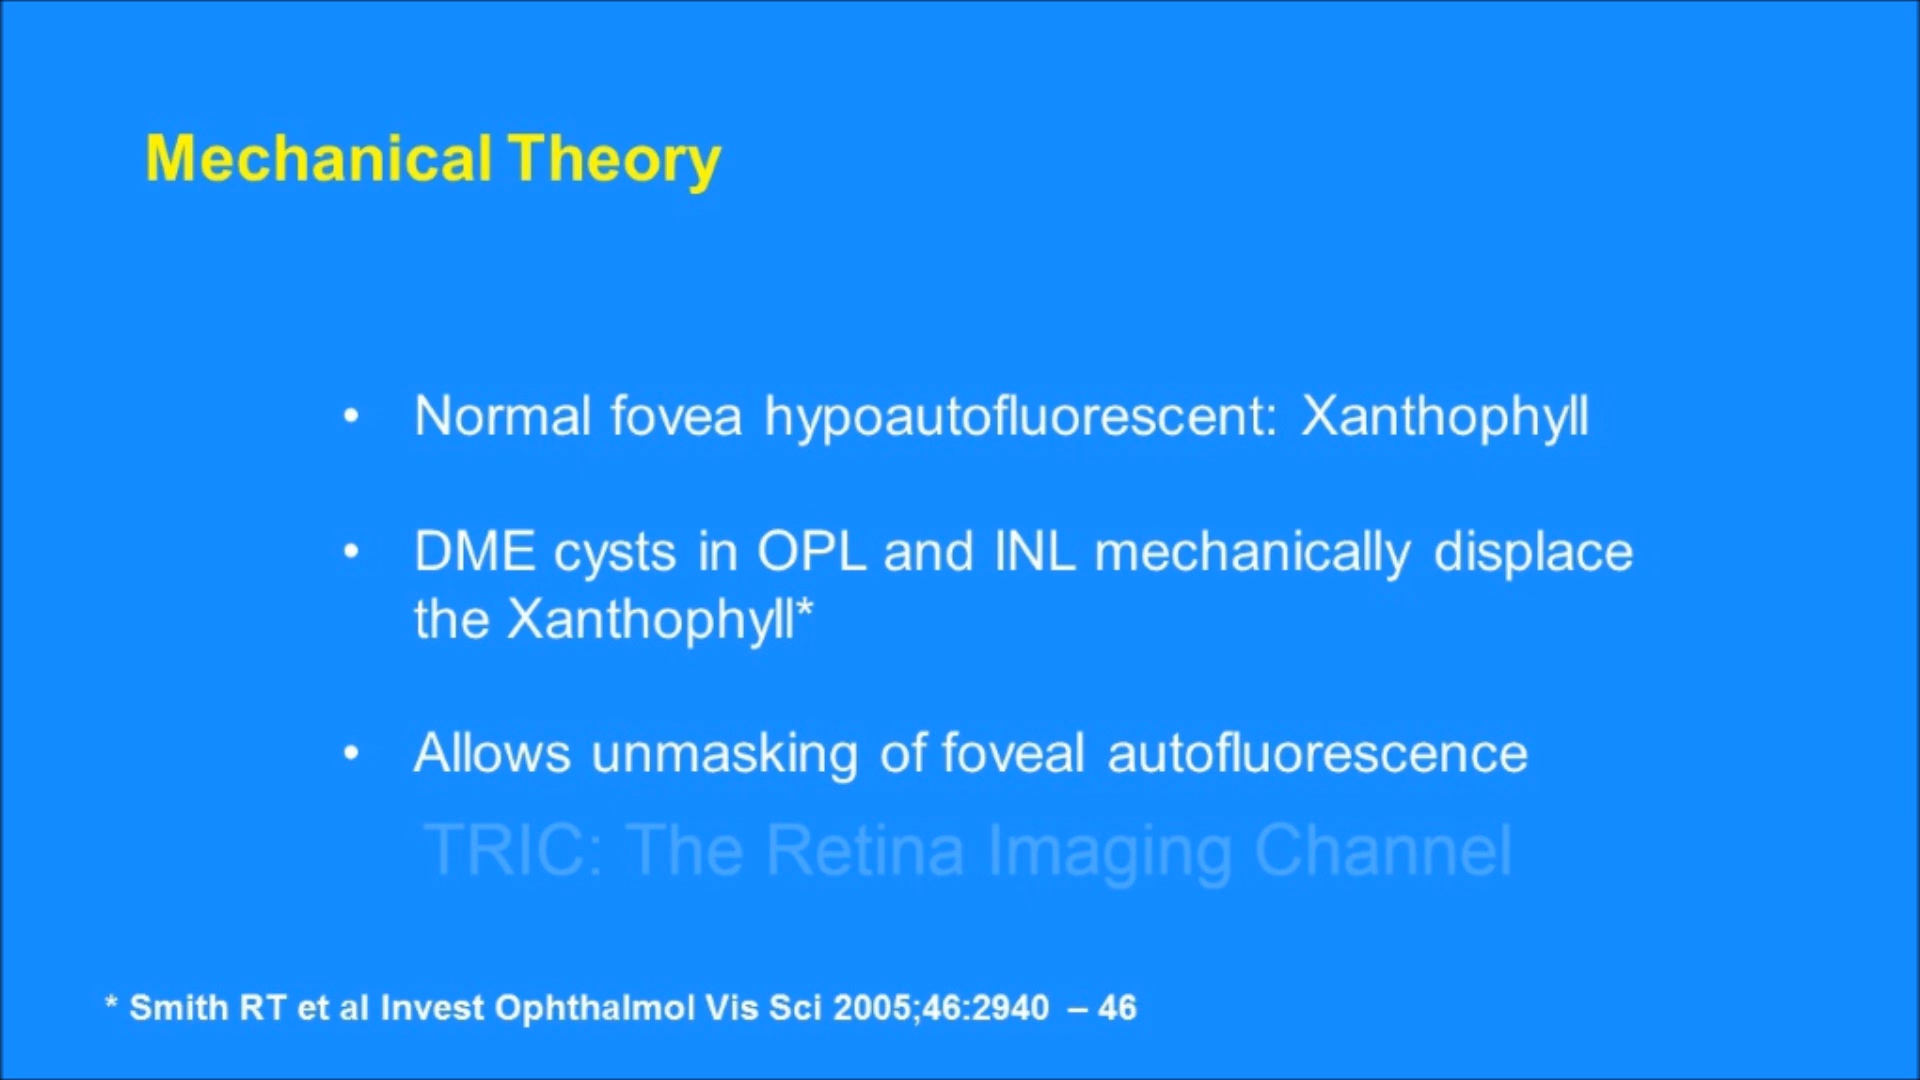 Mechanical Theory
• Normal fovea hypoautofluorescent: Xanthophyll
• DME cysts in OPL and INL mechanically displace
the Xanthophyll*
• Allows unmasking of foveal autofluorescence
TRIC: The Retina Imaging Channel
* Smith RT et al Invest Ophthalmol Vis Sci 2005;46:2940 – 46